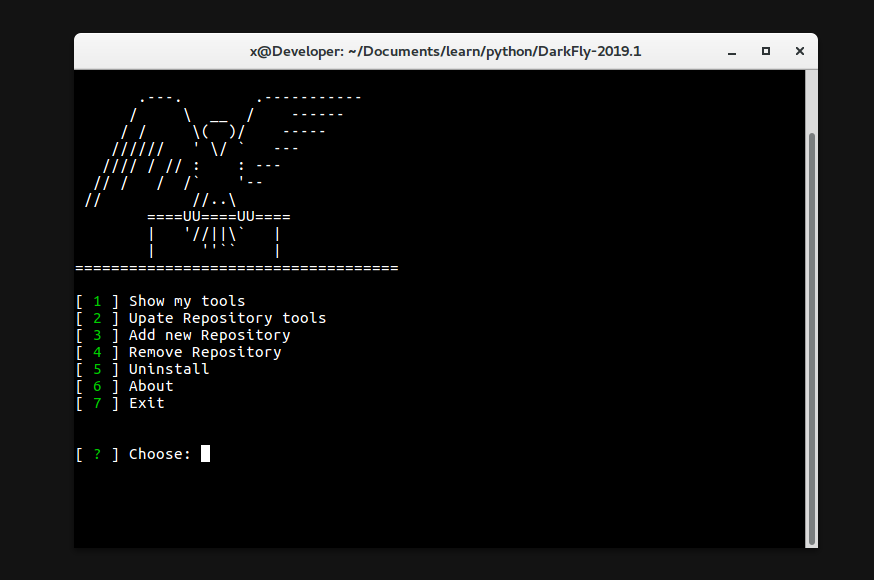 x@Developer: ~/Documents/learn/python/DarkFly-2019.1
====UU====UU====
===================================
[ 1 ] Show my tools
[ 2 ] Upate Repository tools
[ 3 ] Add new Repository
[ 4 ] Remove Repository
[ 5 ] Uninstall
[ 6 ] About
[ 7 ] Exit
[ ? ] Choose: